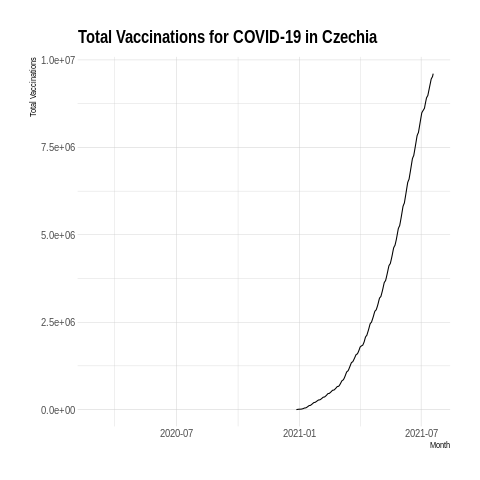 Total Vaccinations for COVID-19 in Czechia
Total Vaccinations
1.0e+07
7.5e+06
5.0e+06
2.5e+06
0.0e+00
2020-07 2021-01 2021-07
Month